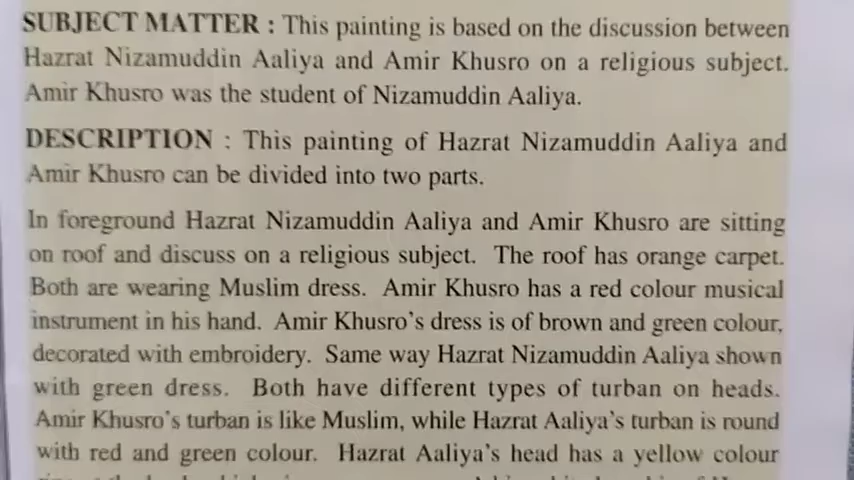 SUBJECT MATTER : This painting is based on the discussion between
Hazrat Nizamuddin Aaliya and Amir Khusro on a religious subject.
Amir Khusro was the student of Nizamuddin Aaliya.
DESCRIPTION : This painting of Hazrat Nizamuddin Aaliya and
Amir Khusro can be divided into two parts.
In foreground Hazrat Nizamuddin Aaliya and Amir Khusro are sitting
on roof and discuss on a religious subject. The roof has orange carpet.
Both are wearing Muslim dress. Amir Khusro has a red colour musical
instrument in his hand. Amir Khusro's dress is of brown and green colour,
decorated with embroidery. Same way Hazrat Nizamuddin Aaliya shown
with green dress. Both have different types of turban on heads.
Amir Khusro's turban is like Muslim, while Hazrat Aaliya's turban is round
with red and green colour. Hazrat Aaliya's head has a yellow colour